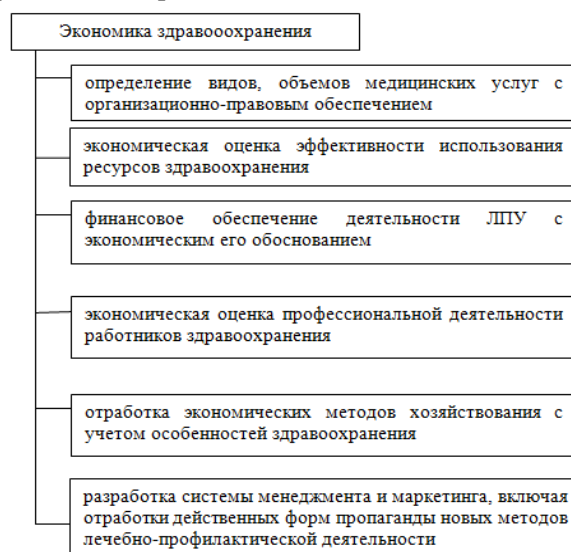 Экономика здравооохранения
определение видов, объемов медицинских услуг с
организационно-правовым обеспечением
экономическая оценка эффективности использования
ресурсов здравоохранения
финансовое обеспечение деятельности ЛПУ с
экономическим его обоснованием
экономическая оценка профессиональной деятельности
работников здравоохранения
отработка экономических методов хозяйствования с
учетом особенностей здравоохранения
разработка системы менеджмента и маркетинга, включая
отработки действенных форм пропаганды новых методов
лечебно-профилактической деятельности